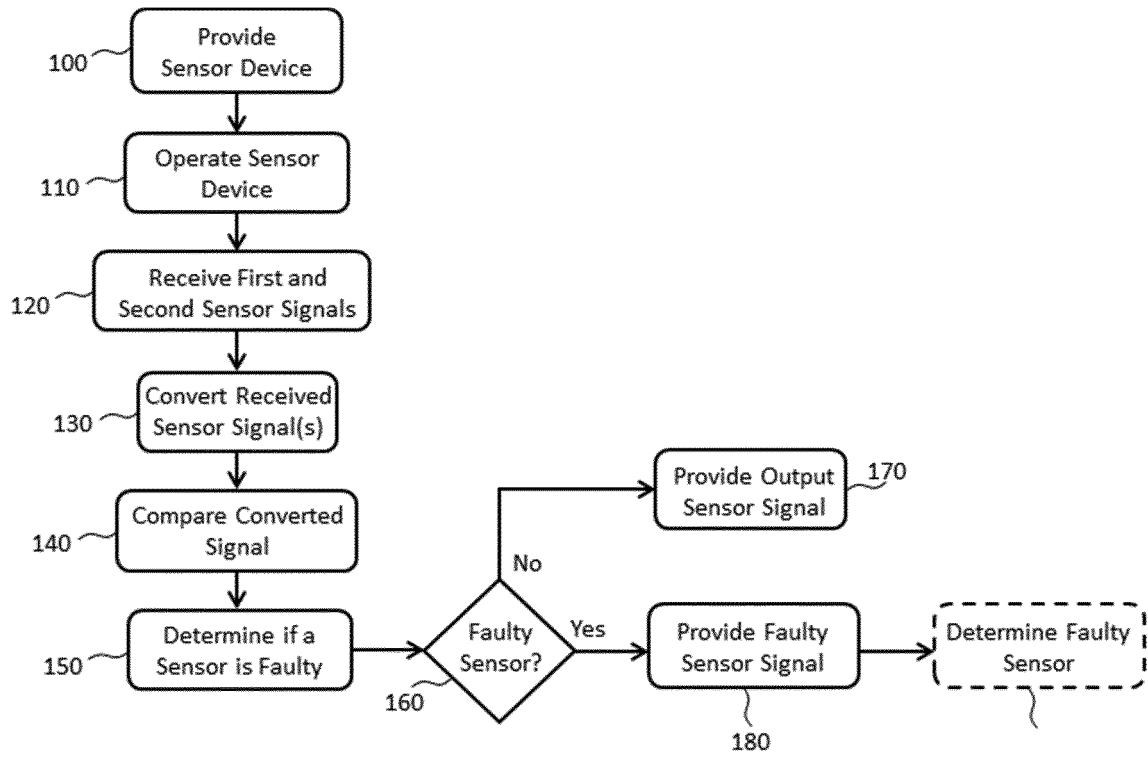 Provide
Sensor Device
100
Operate Sensor
Device
110
Receive First and
Second Sensor Signals
120
Convert Received
Sensor Signal(s)
130
Compare Converted
Signal
140
Determine if a
Sensor is Faulty
150
Faulty
Sensor?
160
No
Provide Output
Sensor Signal
170
Yes
Provide Faulty
Sensor Signal
180
Determine Faulty
Sensor